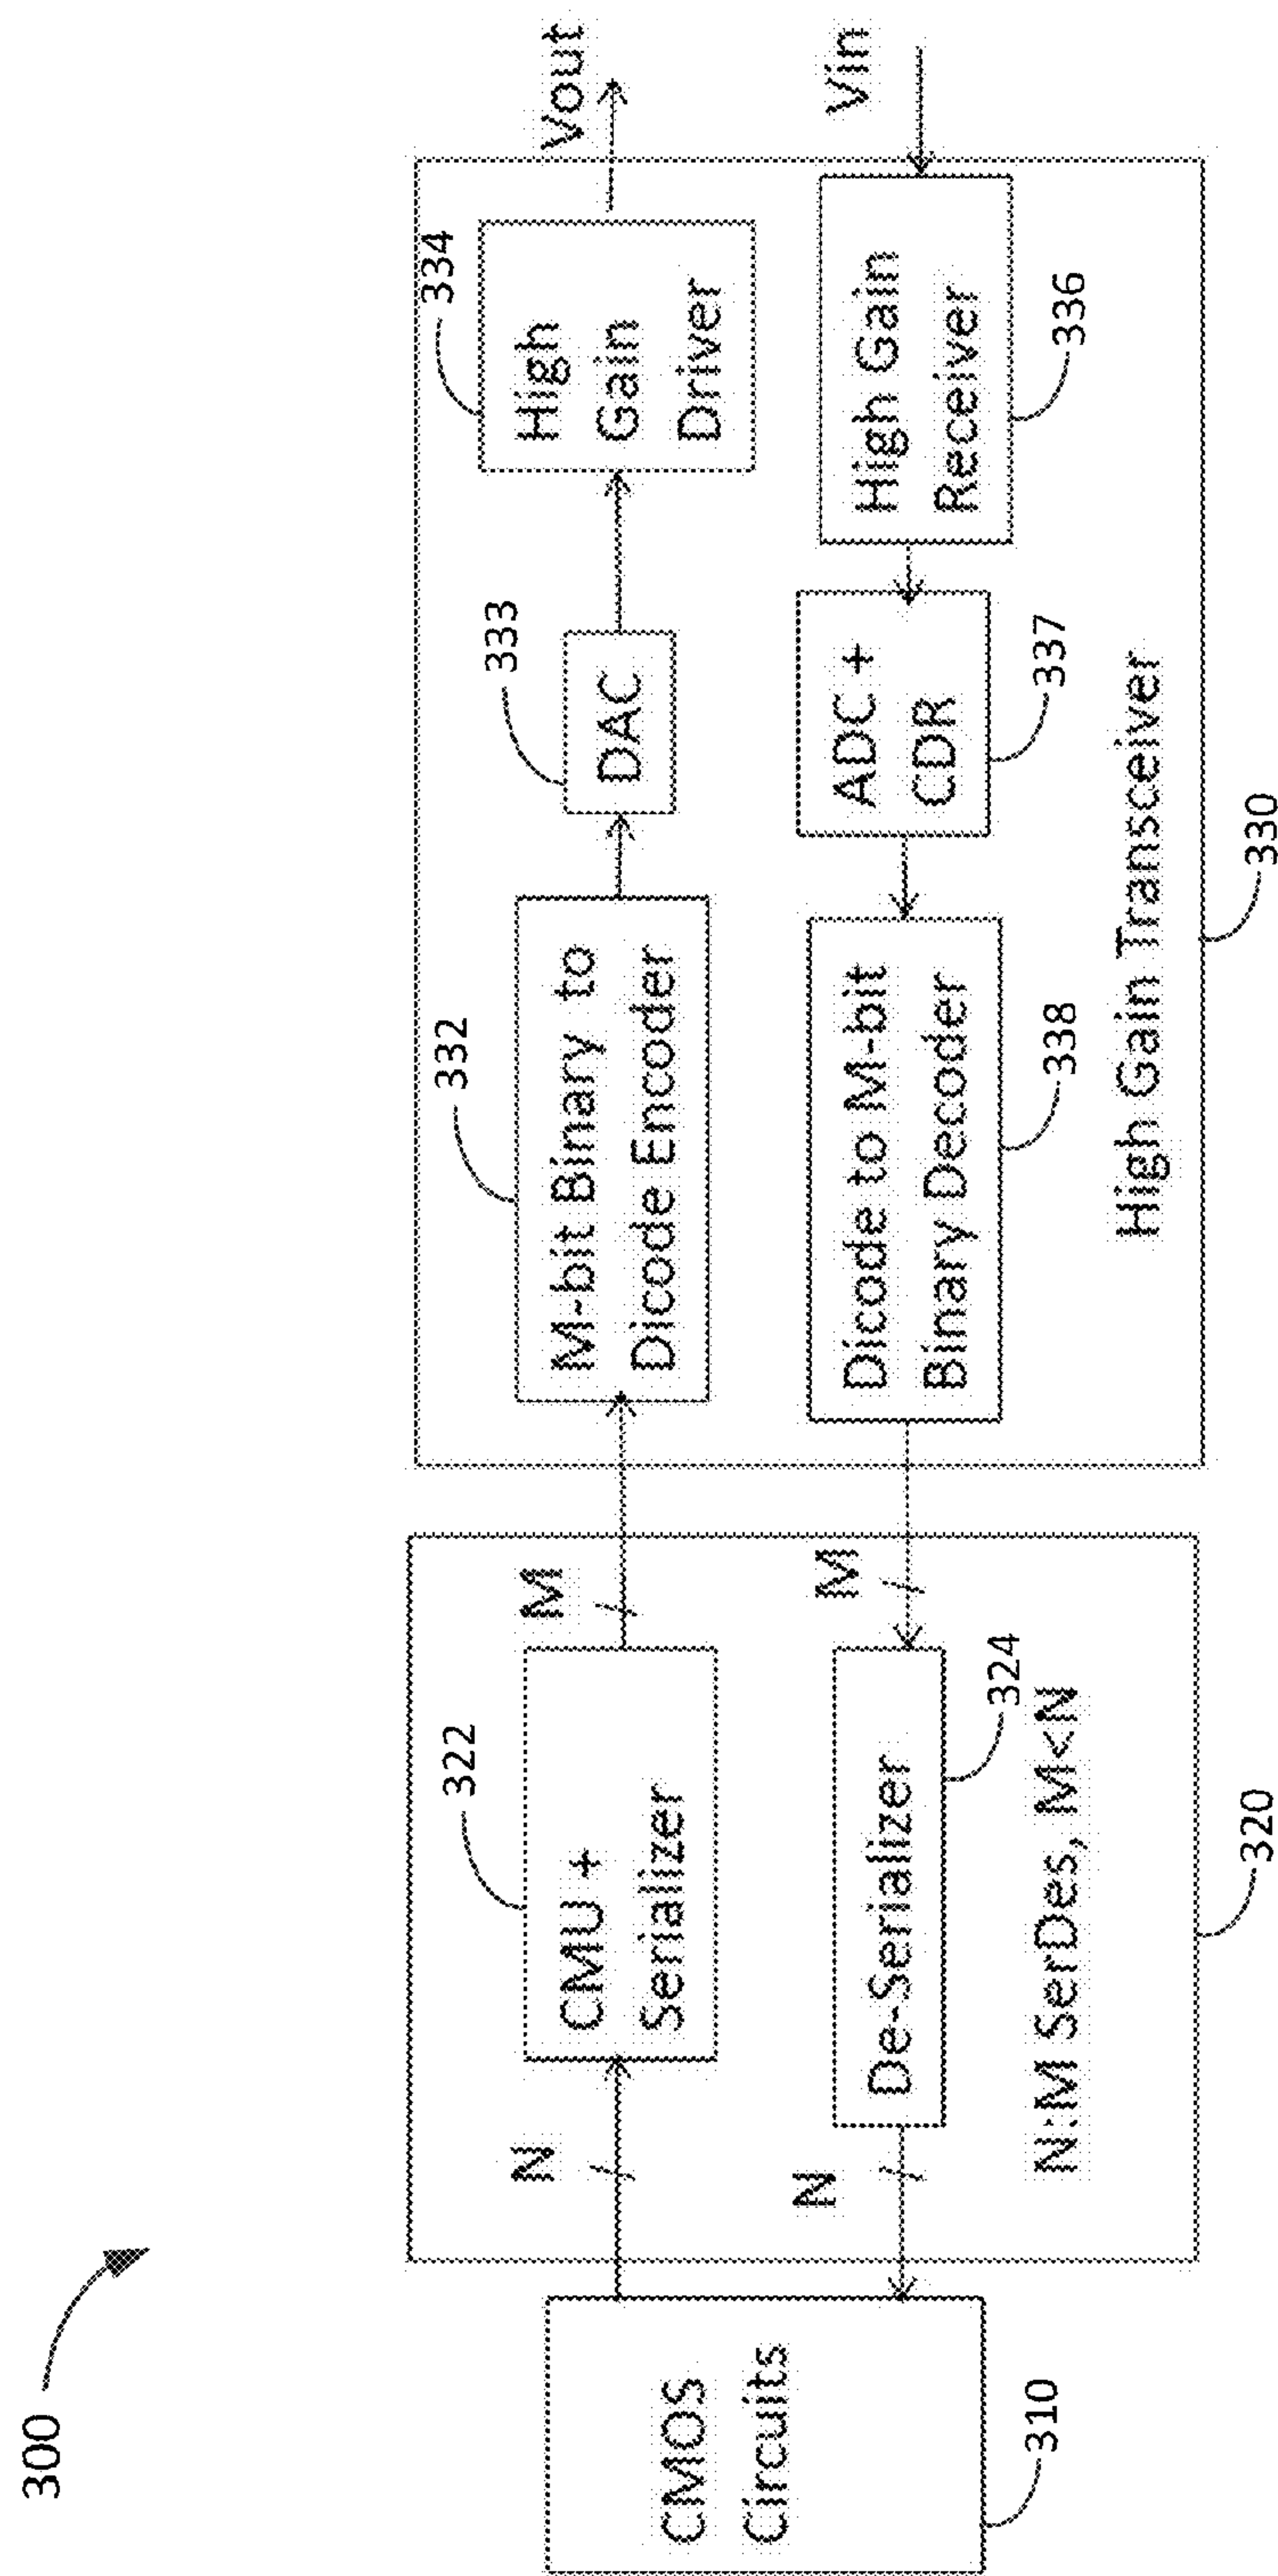 300
CMOS
Circuits
310
N
N
322
CMU +
Serializer
De-Serializer
324
M
M
N:M SerDes, M<N
320
332
M-bit Binary to
Dicode Encoder
333
DAC
334
High
Gain
Driver
Vout
Dicode to M-bit
Binary Decoder
338
ADC +
CDR
337
High Gain
Receiver
336
Vin
High Gain Transceiver
330